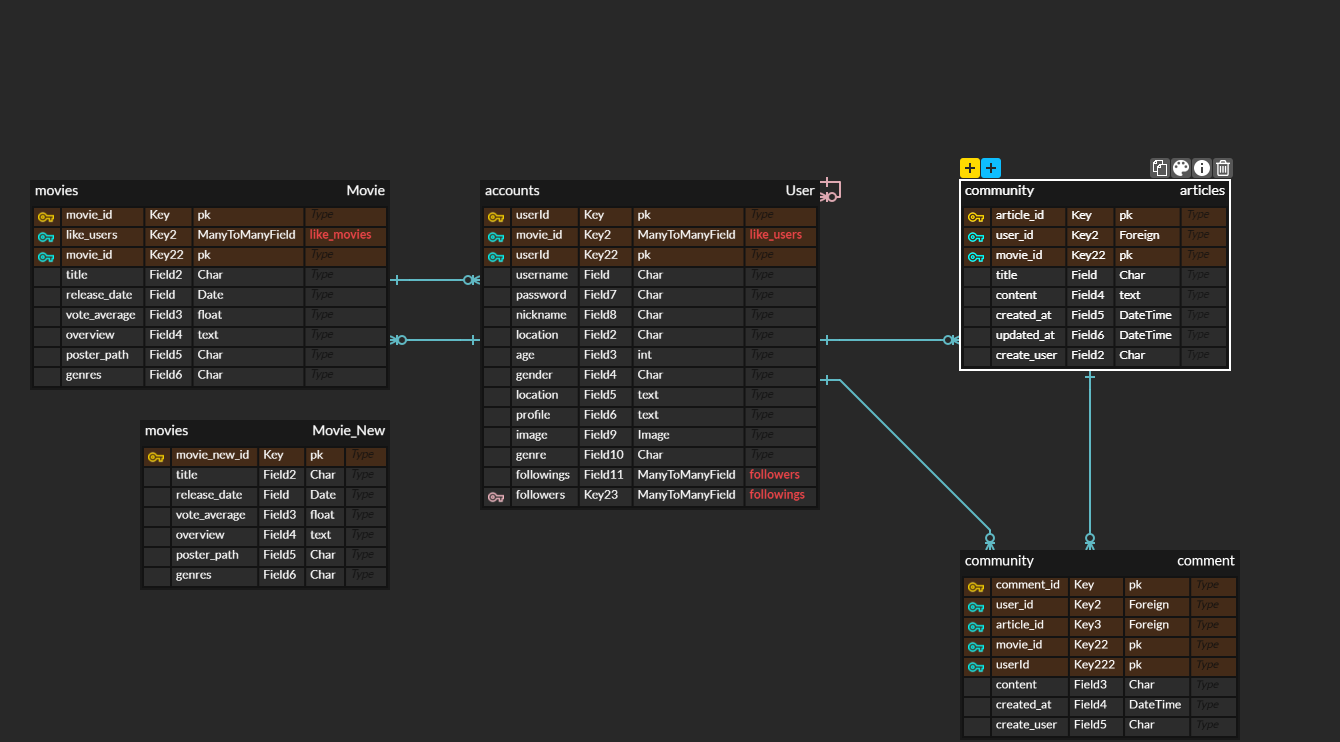 movies Movie
movie_id Key pk Type
like_users Key2 ManyToManyField like_movies
movie_id Key22 pk Type
title Field2 Char Type
release_date Field Date Type
vote_average Field3 float Type
overview Field4 text Type
poster_path Field5 Char Type
genres Field6 Char Type
movies Movie_New
movie_new_id Key pk Type
title Field2 Char Type
release_date Field Date Type
vote_average Field3 float Type
overview Field4 text Type
poster_path Field5 Char Type
genres Field6 Char Type
accounts User
userId Key pk Type
movie_id Key2 ManyToManyField like_users
userId Key22 pk Type
username Field Char Type
password Field7 Char Type
nickname Field8 Char Type
location Field2 Char Type
age Field3 int Type
gender Field4 Char Type
location Field5 text Type
profile Field6 text Type
image Field9 Image Type
genre Field10 Char Type
followings Field11 ManyToManyField followers
followers Key23 ManyToManyField followings
community articles
article_id Key pk Type
user_id Key2 Foreign Type
movie_id Key22 pk Type
title Field Char Type
content Field4 text Type
created_at Field5 DateTime Type
updated_at Field6 DateTime Type
create_user Field2 Char Type
community comment
comment_id Key pk Type
user_id Key2 Foreign Type
article_id Key3 Foreign Type
movie_id Key22 pk Type
userId Key222 pk Type
content Field3 Char Type
created_at Field4 DateTime Type
create_user Field5 Char Type